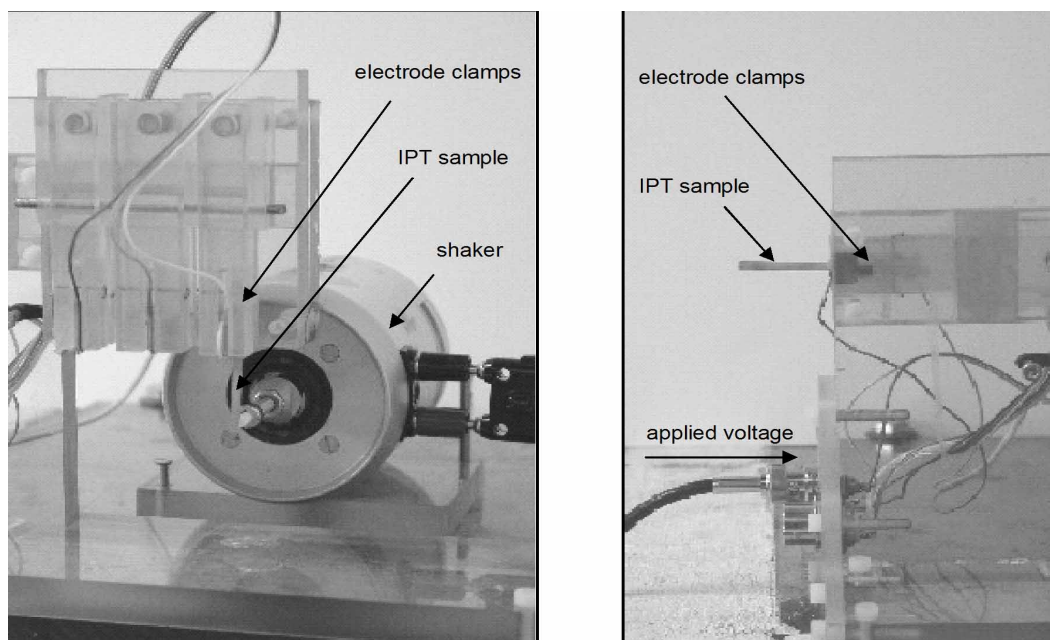 electrode clamps
IPT sample
shaker
electrode clamps
IPT sample
applied voltage